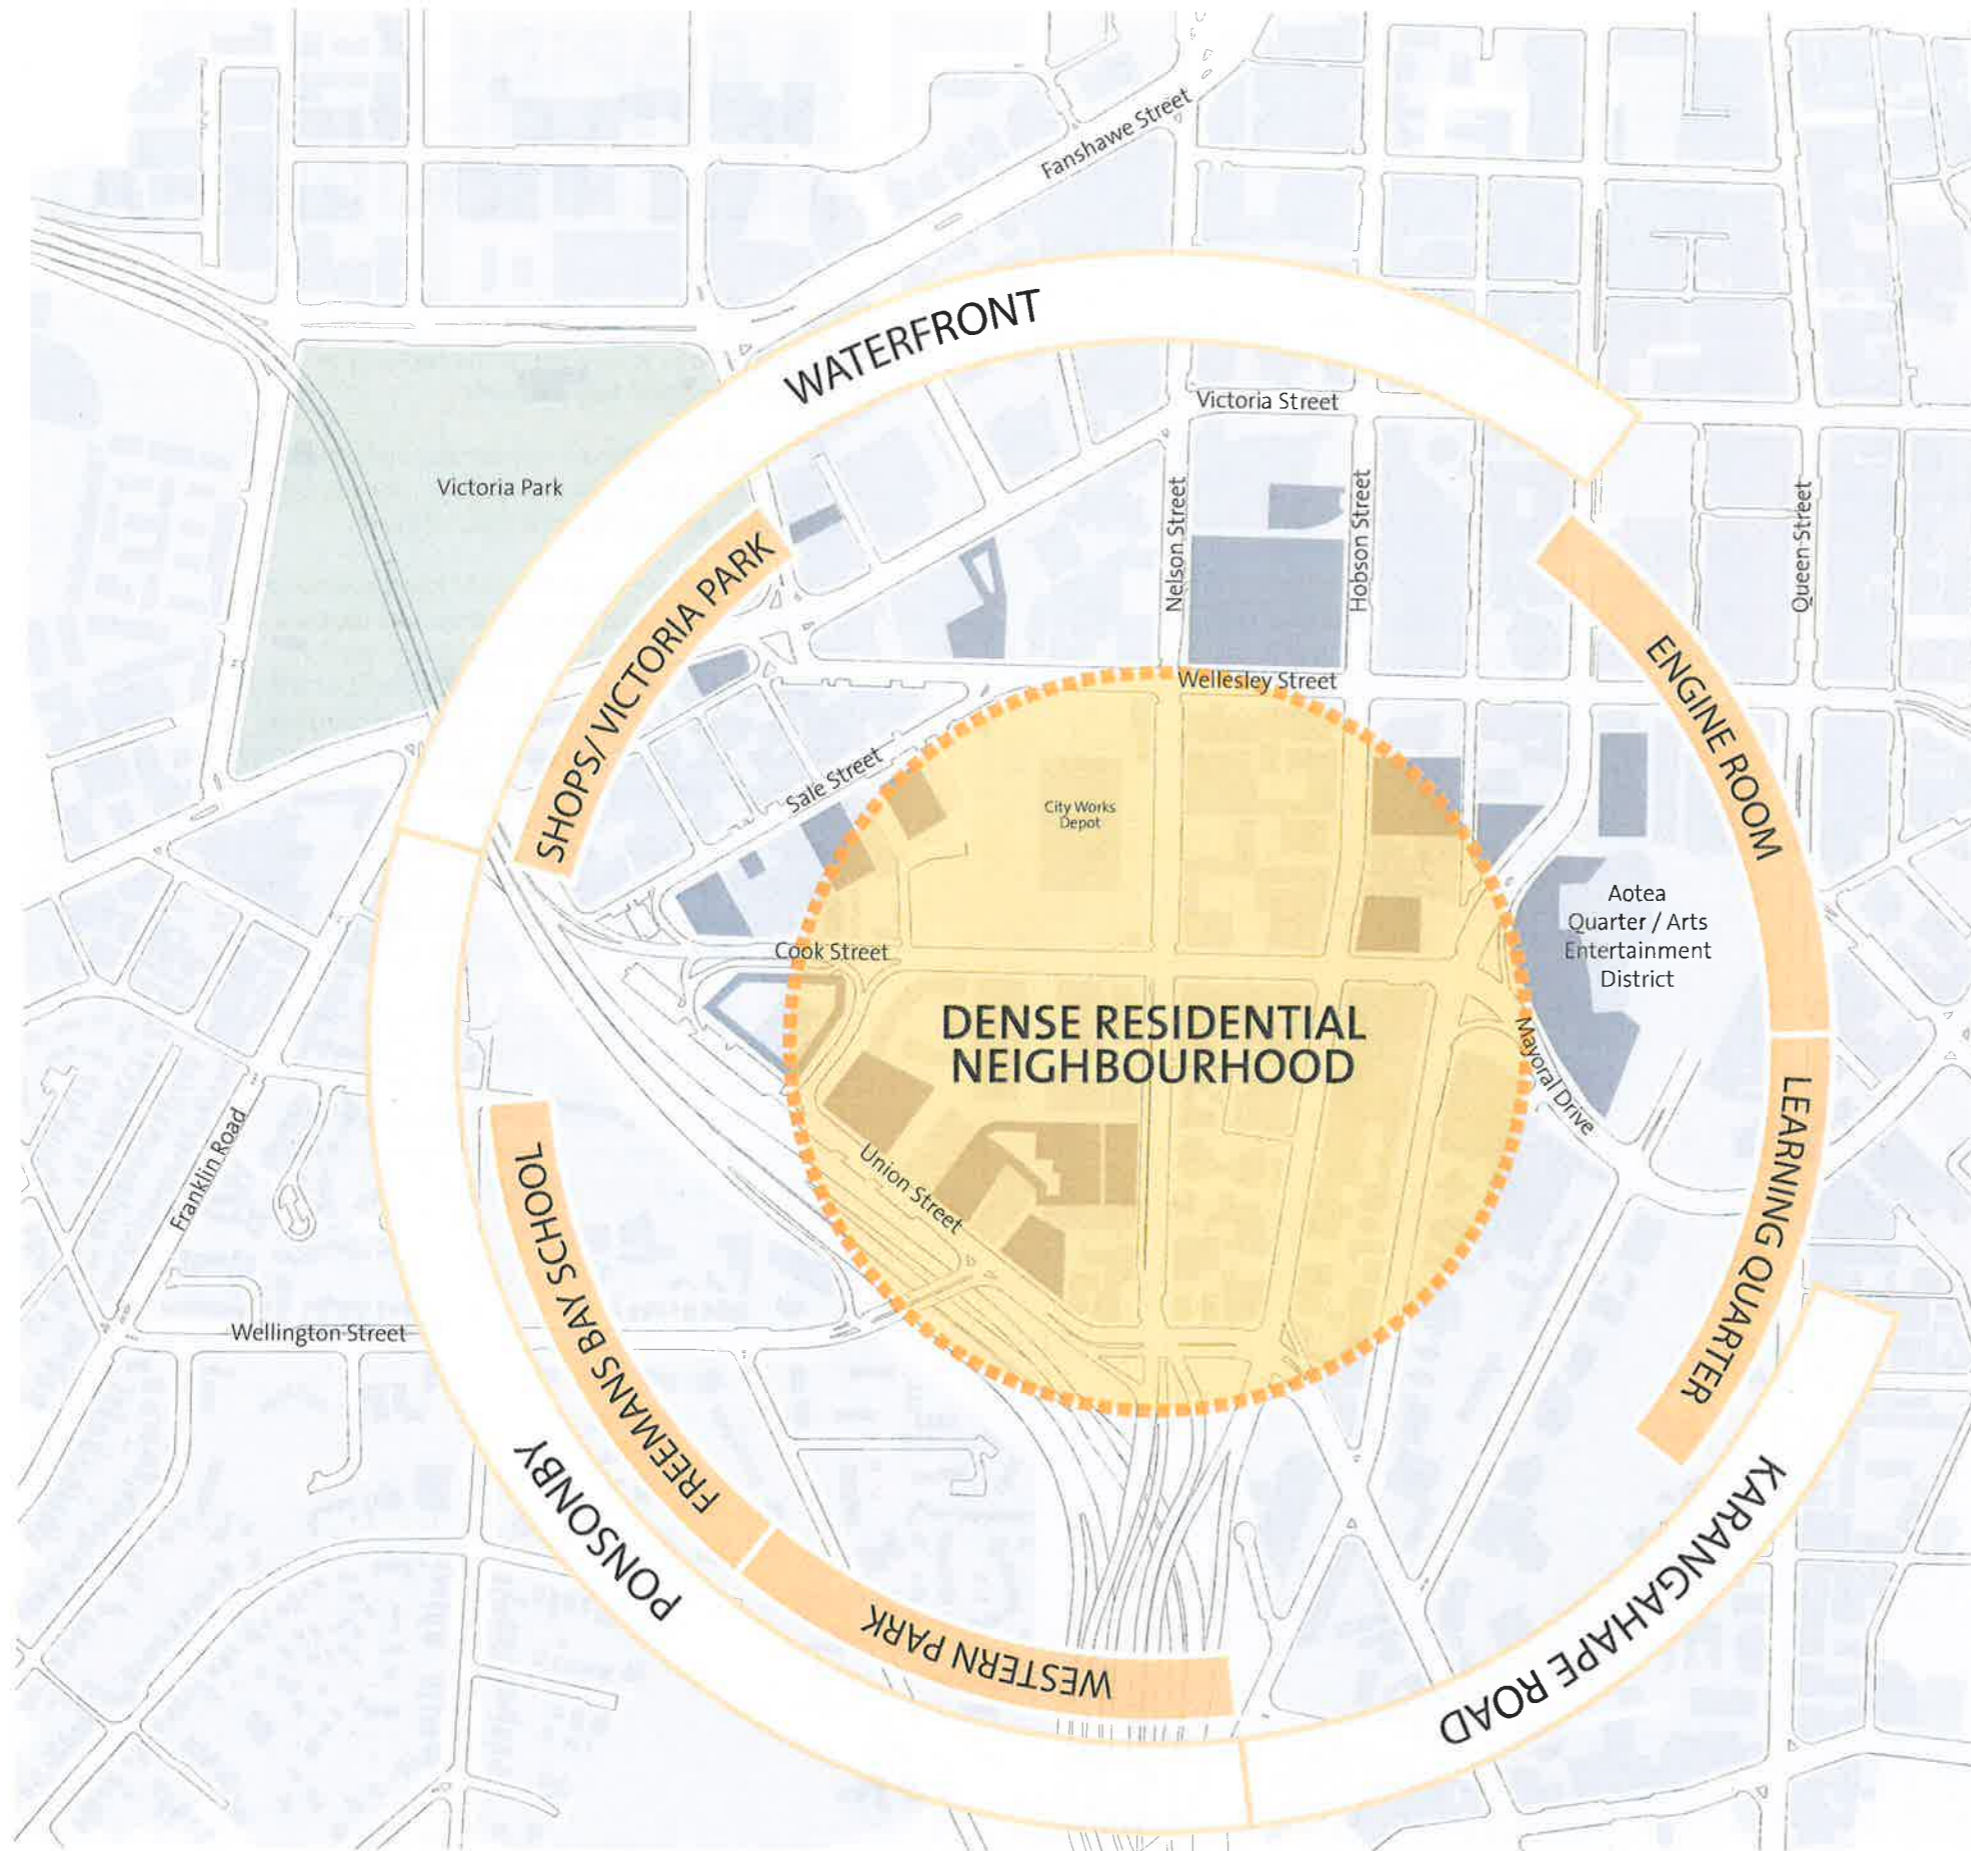 Fanshawe Street
WATERFRONT
Victoria Street
Victoria Park
Nelson Street
Hobson Street
Queen Street
SHOPS/ VICTORIA PARK
ENGINE ROOM
Wellesley Street
Sale Street
City Works
Depot
Aotea
Quarter / Arts
Entertainment
District
Cook Street
DENSE RESIDENTIAL
NEIGHBOURHOOD
Mayoral Drive
LEARNING QUARTER
Franklin Road
Union Street
FREEMANS BAY SCHOOL
Wellington Street
PONSONBY
WESTERN PARK
KARANGAHAPE ROAD